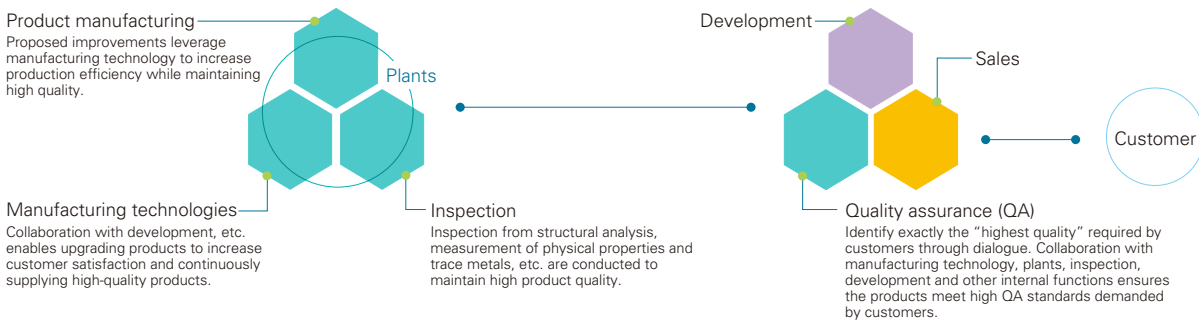 Product manufacturing
Proposed improvements leverage
manufacturing technology to increase
production efficiency while maintaining
high quality.
Plants
Manufacturing technologies
Collaboration with development, etc.
enables upgrading products to increase
customer satisfaction and continuously
supplying high-quality products.
Inspection
Inspection from structural analysis,
measurement of physical properties and
trace metals, etc. are conducted to
maintain high product quality.
Development
Sales
Quality assurance (QA)
Identify exactly the “highest quality” required by
customers through dialogue. Collaboration with
manufacturing technology, plants, inspection,
development and other internal functions ensures
the products meet high QA standards demanded
by customers.
Customer